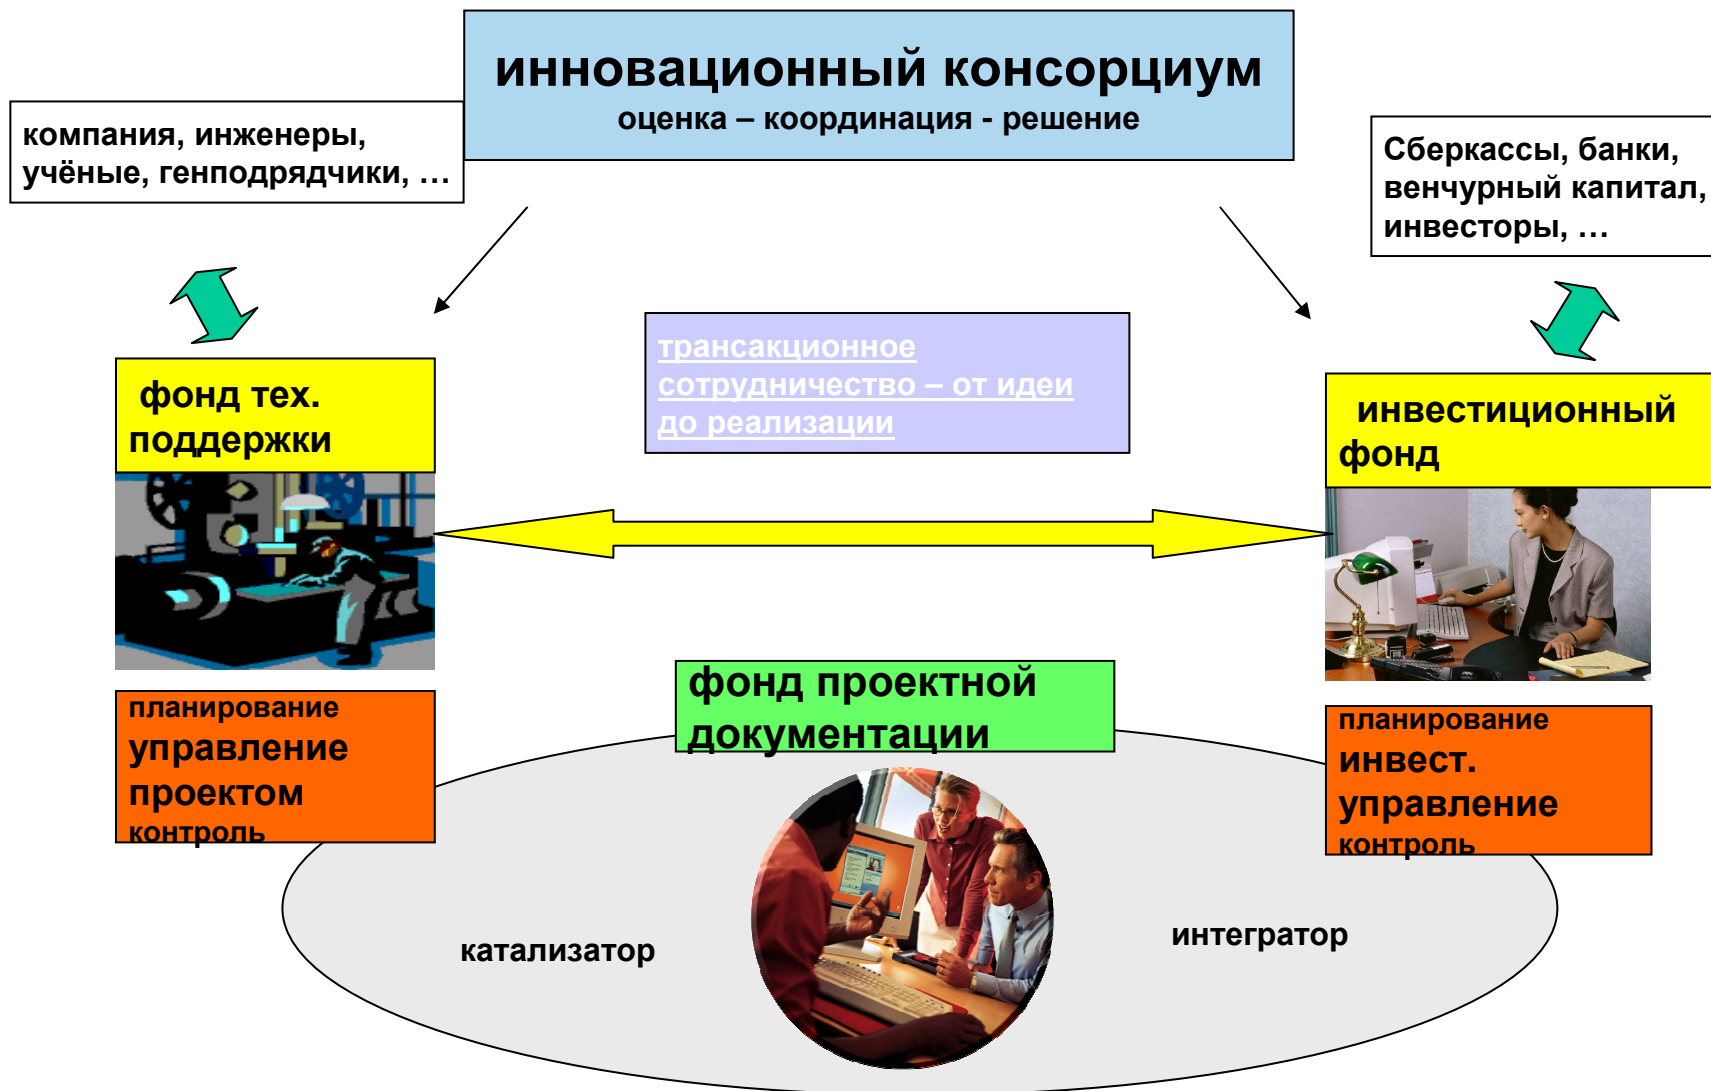 инновационный консорциум
оценка – координация - решение
компания, инженеры,
учёные, генподрядчики, …
Сберкассы, банки,
венчурный капитал,
инвесторы, …
трансакционное
сотрудничество – от идеи
до реализации
фонд тех.
поддержки
инвестиционный
фонд
фонд проектной
документации
планирование
управление
проектом
контроль
планирование
инвест.
управление
контроль
катализатор
интегратор